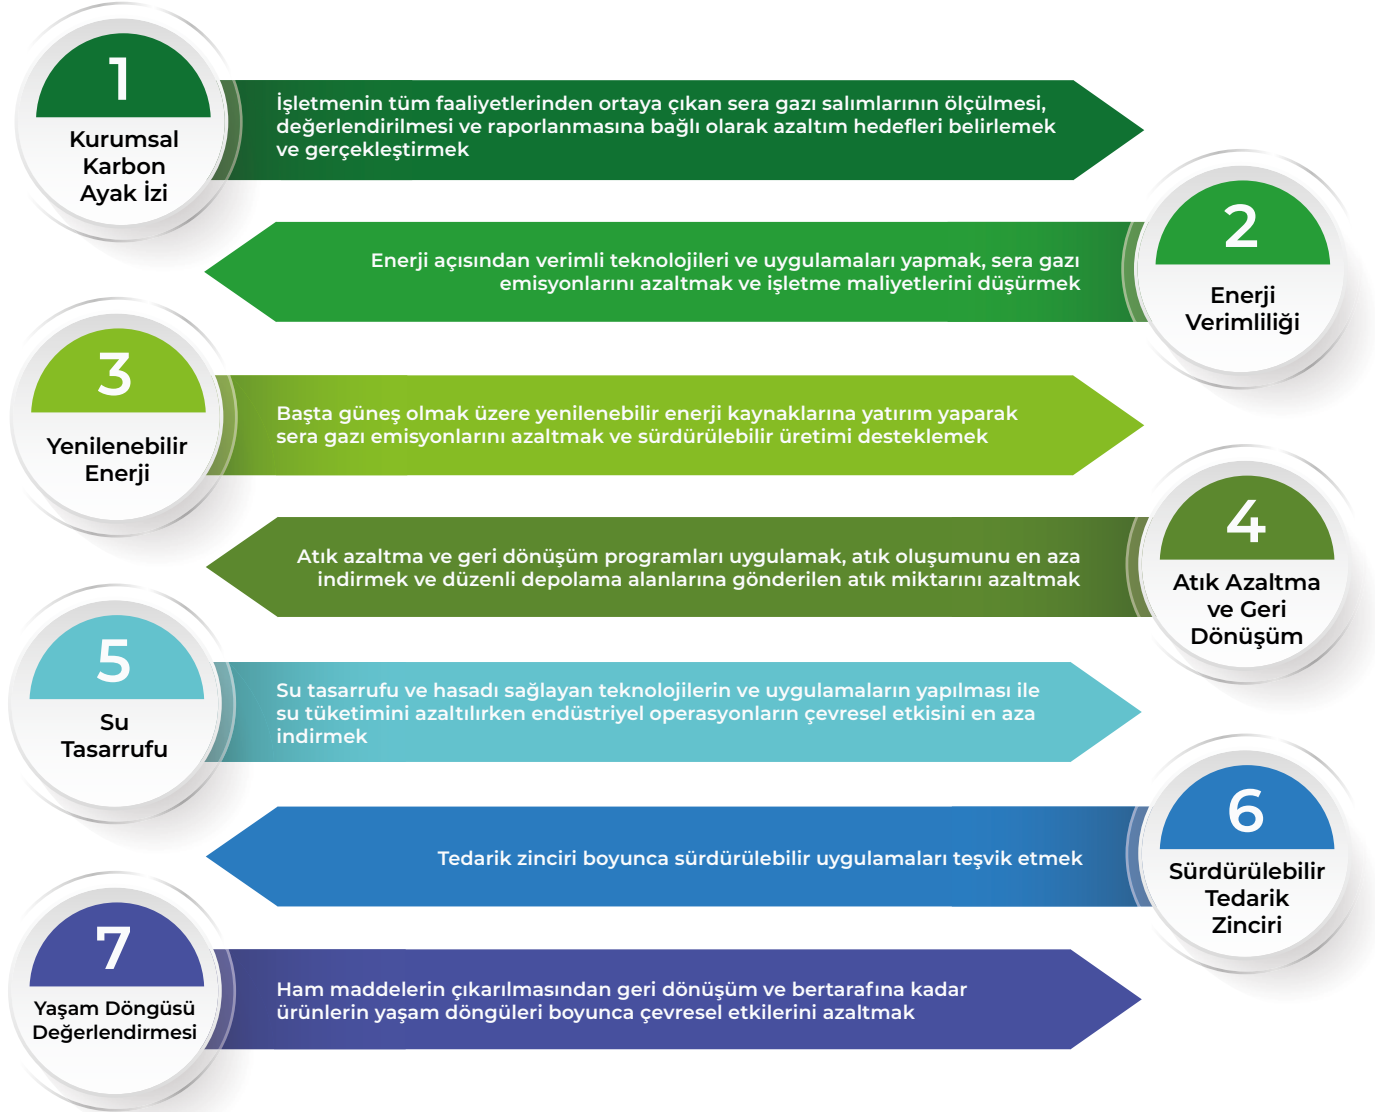 1
Kurumsal
Karbon
Ayak İzi
İşletmenin tüm faaliyetlerinden ortaya çıkan sera gazı salımlarının ölçülmesi,
değerlendirilmesi ve raporlanmasına bağlı olarak azaltım hedefleri belirlemek
ve gerçekleştirmek
2
Enerji
Verimliliği
Enerji açısından verimli teknolojileri ve uygulamaları yapmak, sera gazı
emisyonlarını azaltmak ve işletme maliyetlerini düşürmek
3
Yenilenebilir
Enerji
Başta güneş olmak üzere yenilenebilir enerji kaynaklarına yatırım yaparak
sera gazı emisyonlarını azaltmak ve sürdürülebilir üretimi desteklemek
4
Atık Azaltma
ve Geri
Dönüşüm
Atık azaltma ve geri dönüşüm programları uygulamak, atık oluşumunu en aza
indirmek ve düzenli depolama alanlarına gönderilen atık miktarını azaltmak
5
Su
Tasarrufu
Su tasarrufu ve hasadı sağlayan teknolojilerin ve uygulamaların yapılması ile
su tüketimini azaltılırken endüstriyel operasyonların çevresel etkisini en aza
indirmek
6
Sürdürülebilir
Tedarik
Zinciri
Tedarik zinciri boyunca sürdürülebilir uygulamaları teşvik etmek
7
Yaşam Döngüsü
Değerlendirmesi
Ham maddelerin çıkarılmasından geri dönüşüm ve bertarafına kadar
ürünlerin yaşam döngüleri boyunca çevresel etkilerini azaltmak